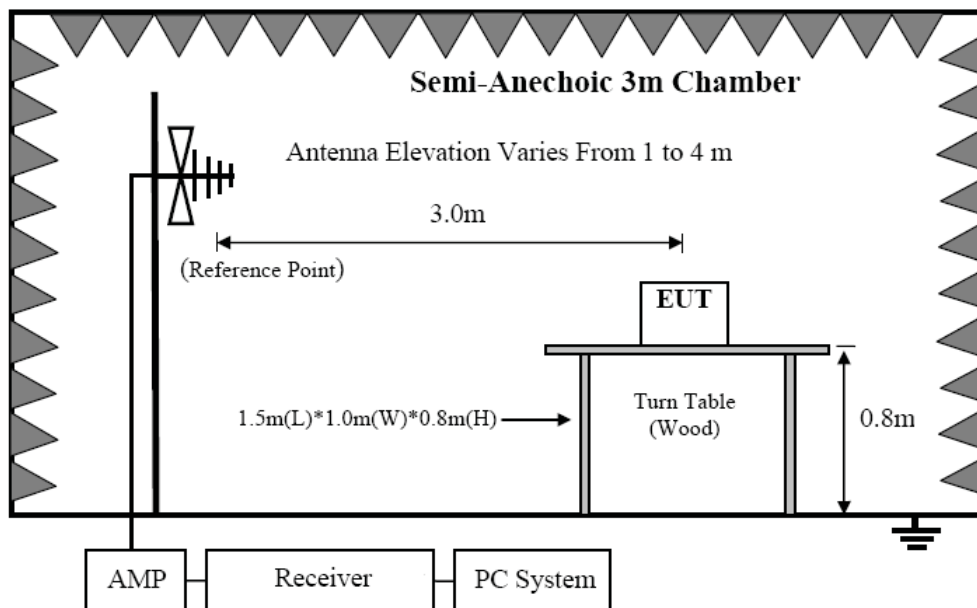 Semi-Anechoic 3m Chamber
Antenna Elevation Varies From 1 to 4 m
3.0m
(Reference Point)
EUT
1.5m(L)*1.0m(W)*0.8m(H)
Turn Table
(Wood)
0.8m
AMP
Receiver
PC System